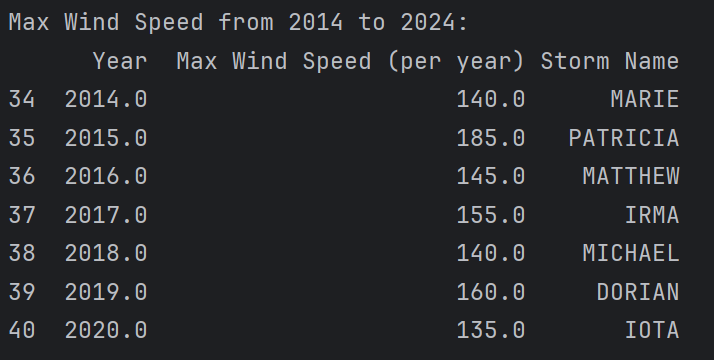 Max Wind Speed from 2014 to 2024:
Year Max Wind Speed (per year) Storm Name
34 2014.0 140.0 MARIE
35 2015.0 185.0 PATRICIA
36 2016.0 145.0 MATTHEW
37 2017.0 155.0 IRMA
38 2018.0 140.0 MICHAEL
39 2019.0 160.0 DORIAN
40 2020.0 135.0 IOTA